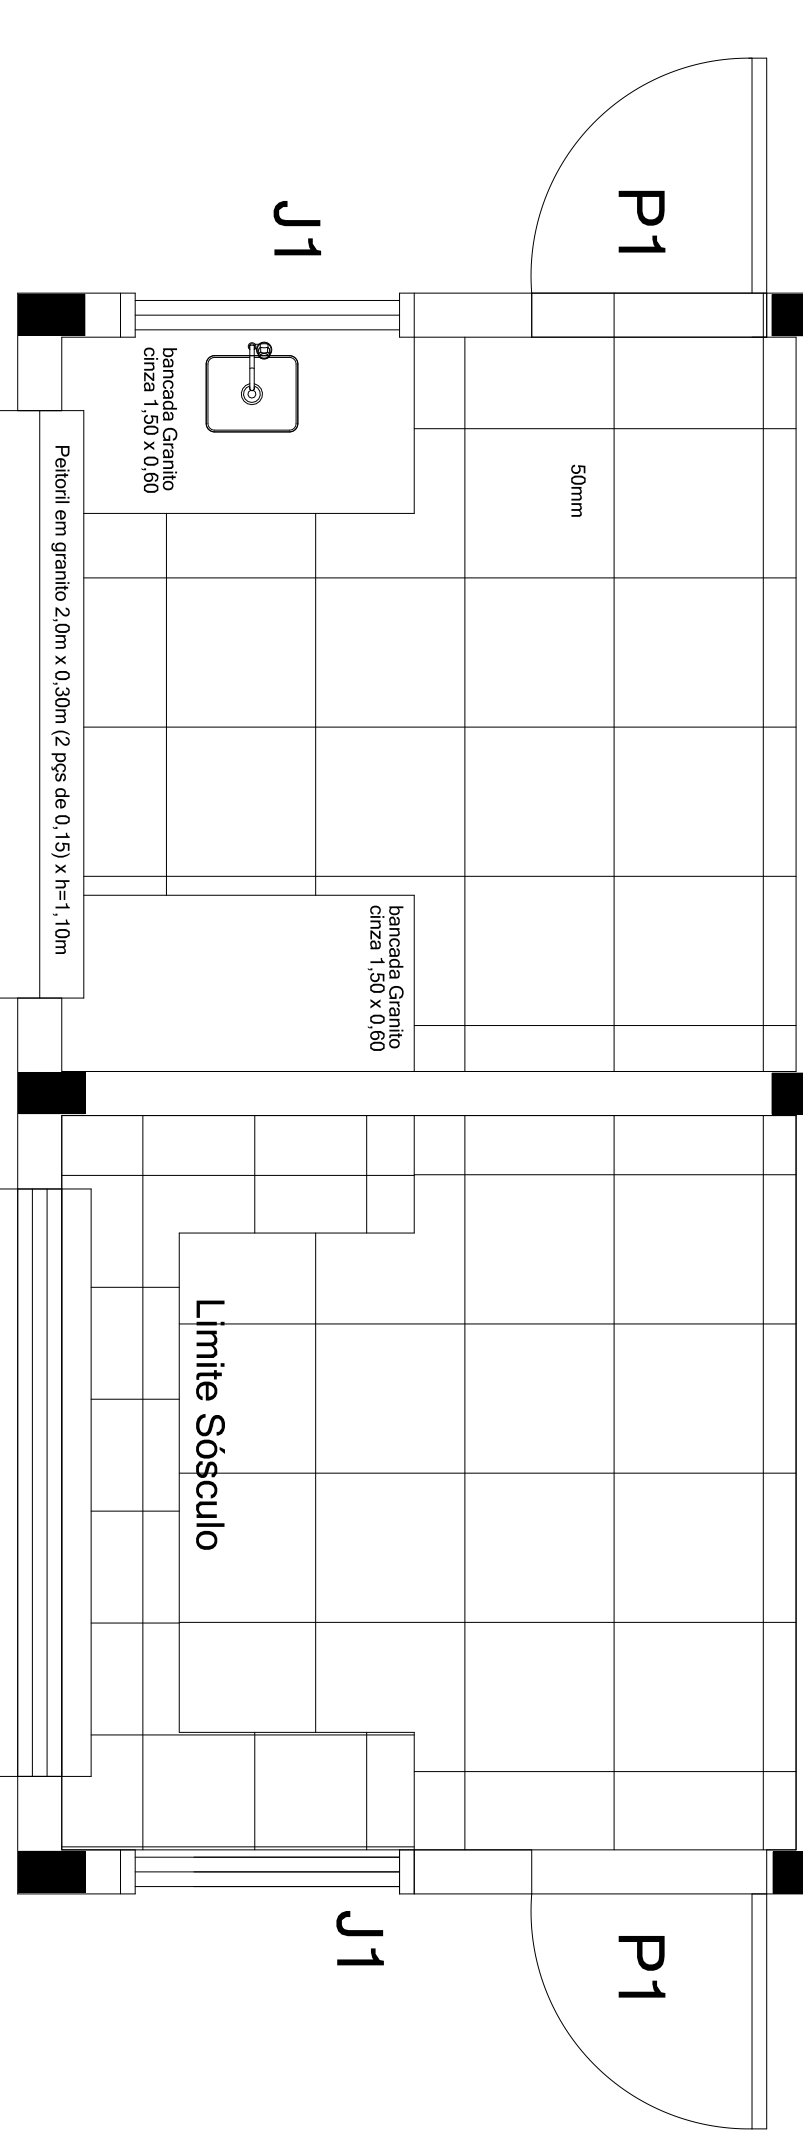 P1
J1
bancada Granito
cinza 1,50 x 0,60
50mm
Peitoril em granito 2,0m x 0,30m (2 pçs de 0,15) x h=1,10m
bancada Granito
cinza 1,50 x 0,60
Limite Sósculo
J1
P1